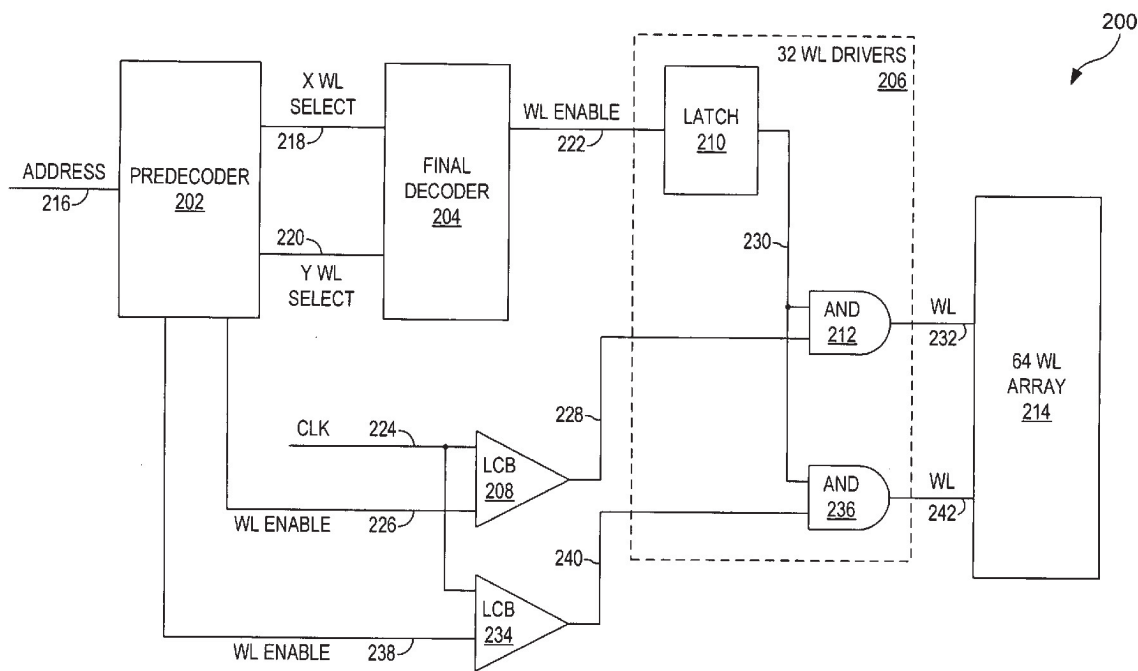 200
32 WL DRIVERS
206
X WL
SELECT
218
WL ENABLE
222
LATCH
210
ADDRESS
216
PREDECODER
202
FINAL
DECODER
204
220
Y WL
SELECT
230
AND
212
WL
232
64 WL
ARRAY
214
228
CLK
224
LCB
208
WL ENABLE
226
AND
236
WL
242
240
LCB
234
WL ENABLE
238